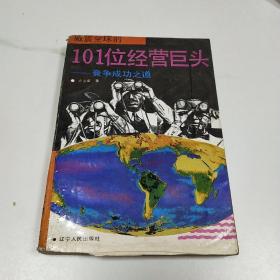 威震全球的
101位经营巨头
——竞争成功之道
著
辽宁人民出版社